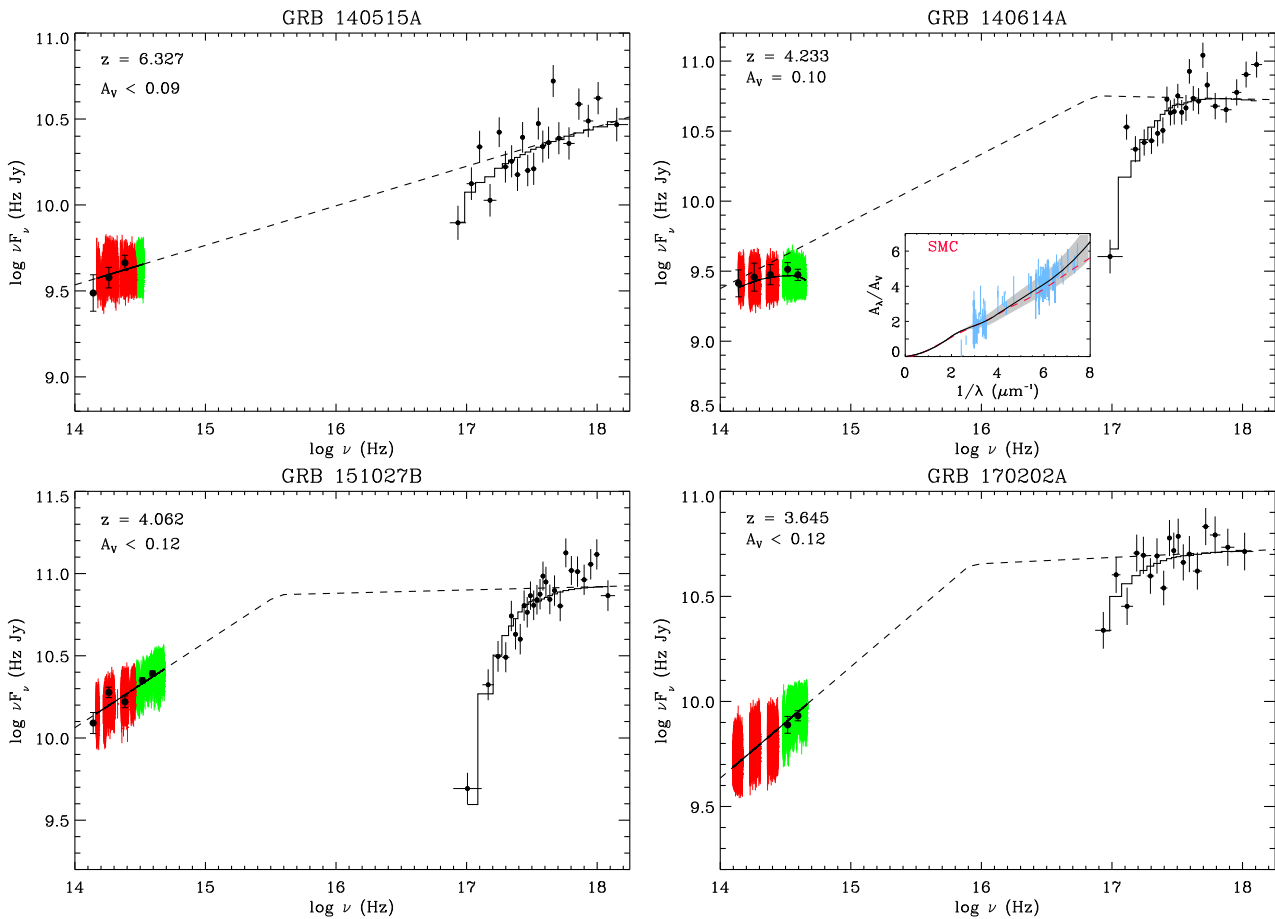 GRB 140515A
z = 6.327
A_V < 0.09
11.0
10.5
10.0
9.5
9.0
log νF_ν (Hz Jy)
14 15 16 17 18
log ν (Hz)
GRB 140614A
z = 4.233
A_V = 0.10
11.0
10.5
10.0
9.5
9.0
8.5
log νF_ν (Hz Jy)
SMC
6
4
2
0
A_λ/A_V
0 2 4 6 8
1/λ (μm⁻¹)
14 15 16 17 18
log ν (Hz)
GRB 151027B
z = 4.062
A_V < 0.12
11.5
11.0
10.5
10.0
9.5
log νF_ν (Hz Jy)
14 15 16 17 18
log ν (Hz)
GRB 170202A
z = 3.645
A_V < 0.12
11.0
10.5
10.0
9.5
log νF_ν (Hz Jy)
14 15 16 17 18
log ν (Hz)